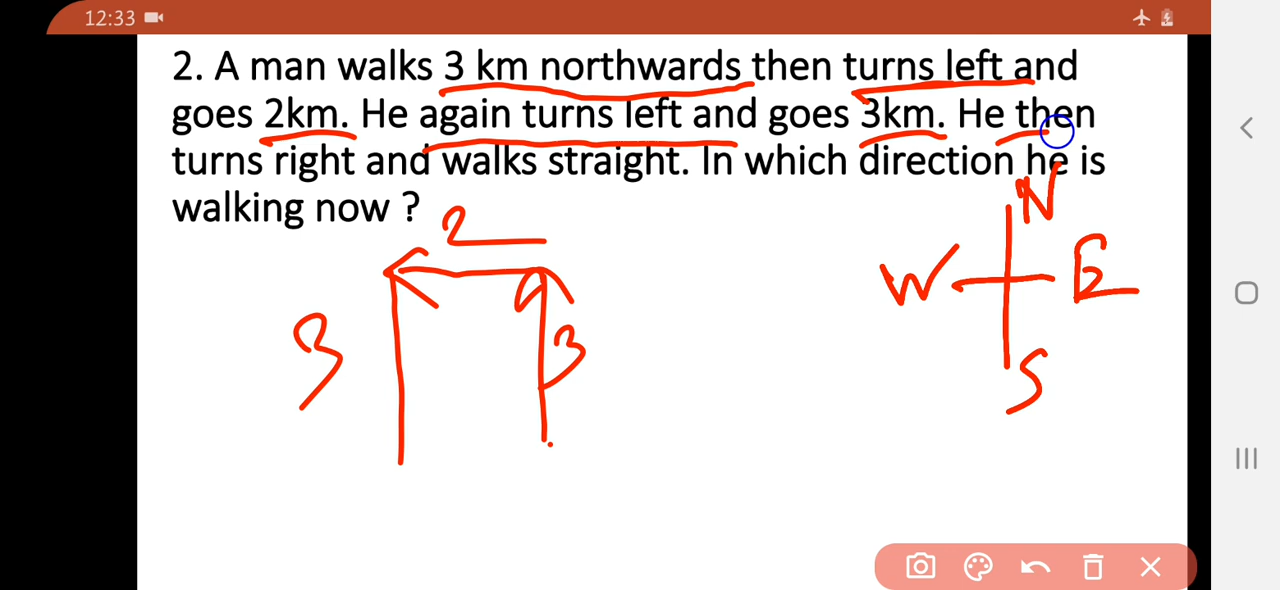 12:33
2. A man walks 3 km northwards then turns left and
goes 2km. He again turns left and goes 3km. He then
turns right and walks straight. In which direction he is
walking now ?
2
N
W E
3 3
S